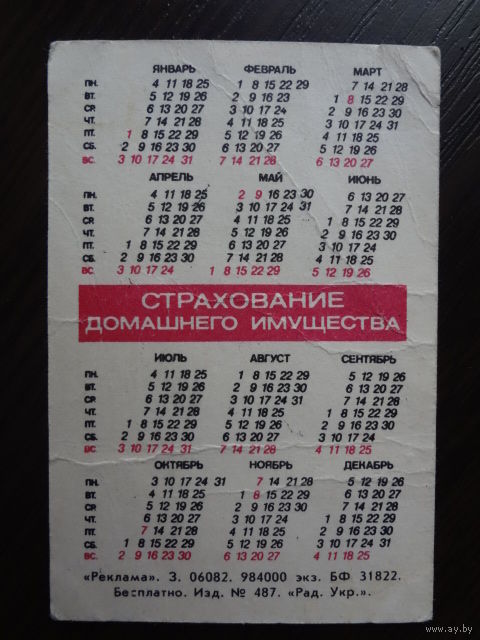 ЯНВАРЬ ФЕВРАЛЬ МАРТ
ПН. 4 11 18 25 1 8 15 22 29 7 14 21 28
ВТ. 5 12 19 26 2 9 16 23 1 8 15 22 29
СР. 6 13 20 27 3 10 17 24 2 9 16 23 30
ЧТ. 7 14 21 28 4 11 18 25 3 10 17 24 31
ПТ. 1 8 15 22 29 5 12 19 26 4 11 18 25
СБ. 2 9 16 23 30 6 13 20 27 5 12 19 26
ВС. 3 10 17 24 31 7 14 21 28 6 13 20 27
АПРЕЛЬ МАЙ ИЮНЬ
ПН. 4 11 18 25 2 9 16 23 30 6 13 20 27
ВТ. 5 12 19 26 3 10 17 24 31 7 14 21 28
СР. 6 13 20 27 4 11 18 25 1 8 15 22 29
ЧТ. 7 14 21 28 5 12 19 26 2 9 16 23 30
ПТ. 1 8 15 22 29 6 13 20 27 3 10 17 24
СБ. 2 9 16 23 30 7 14 21 28 4 11 18 25
ВС. 3 10 17 24 1 8 15 22 29 5 12 19 26
СТРАХОВАНИЕ
ДОМАШНЕГО ИМУЩЕСТВА
ИЮЛЬ АВГУСТ СЕНТЯБРЬ
ПН. 4 11 18 25 1 8 15 22 29 5 12 19 26
ВТ. 5 12 19 26 2 9 16 23 30 6 13 20 27
СР. 6 13 20 27 3 10 17 24 31 7 14 21 28
ЧТ. 7 14 21 28 4 11 18 25 1 8 15 22 29
ПТ. 1 8 15 22 29 5 12 19 26 2 9 16 23 30
СБ. 2 9 16 23 30 6 13 20 27 3 10 17 24
ВС. 3 10 17 24 31 7 14 21 28 4 11 18 25
ОКТЯБРЬ НОЯБРЬ ДЕКАБРЬ
ПН. 3 10 17 24 31 7 14 21 28 5 12 19 26
ВТ. 4 11 18 25 1 8 15 22 29 6 13 20 27
СР. 5 12 19 26 2 9 16 23 30 7 14 21 28
ЧТ. 6 13 20 27 3 10 17 24 1 8 15 22 29
ПТ. 7 14 21 28 4 11 18 25 2 9 16 23 30
СБ. 1 8 15 22 29 5 12 19 26 3 10 17 24 31
ВС. 2 9 16 23 30 6 13 20 27 4 11 18 25
«Реклама». З. 06082. 984000 экз. БФ 31822.
Бесплатно. Изд. № 487. «Рад. Укр.».
ay.by